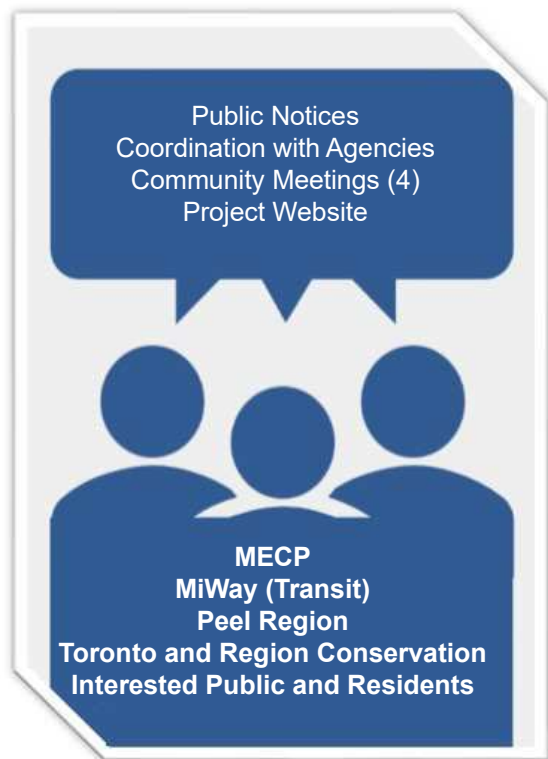 Public Notices
Coordination with Agencies
Community Meetings (4)
Project Website
MECP
MiWay (Transit)
Peel Region
Toronto and Region Conservation
Interested Public and Residents